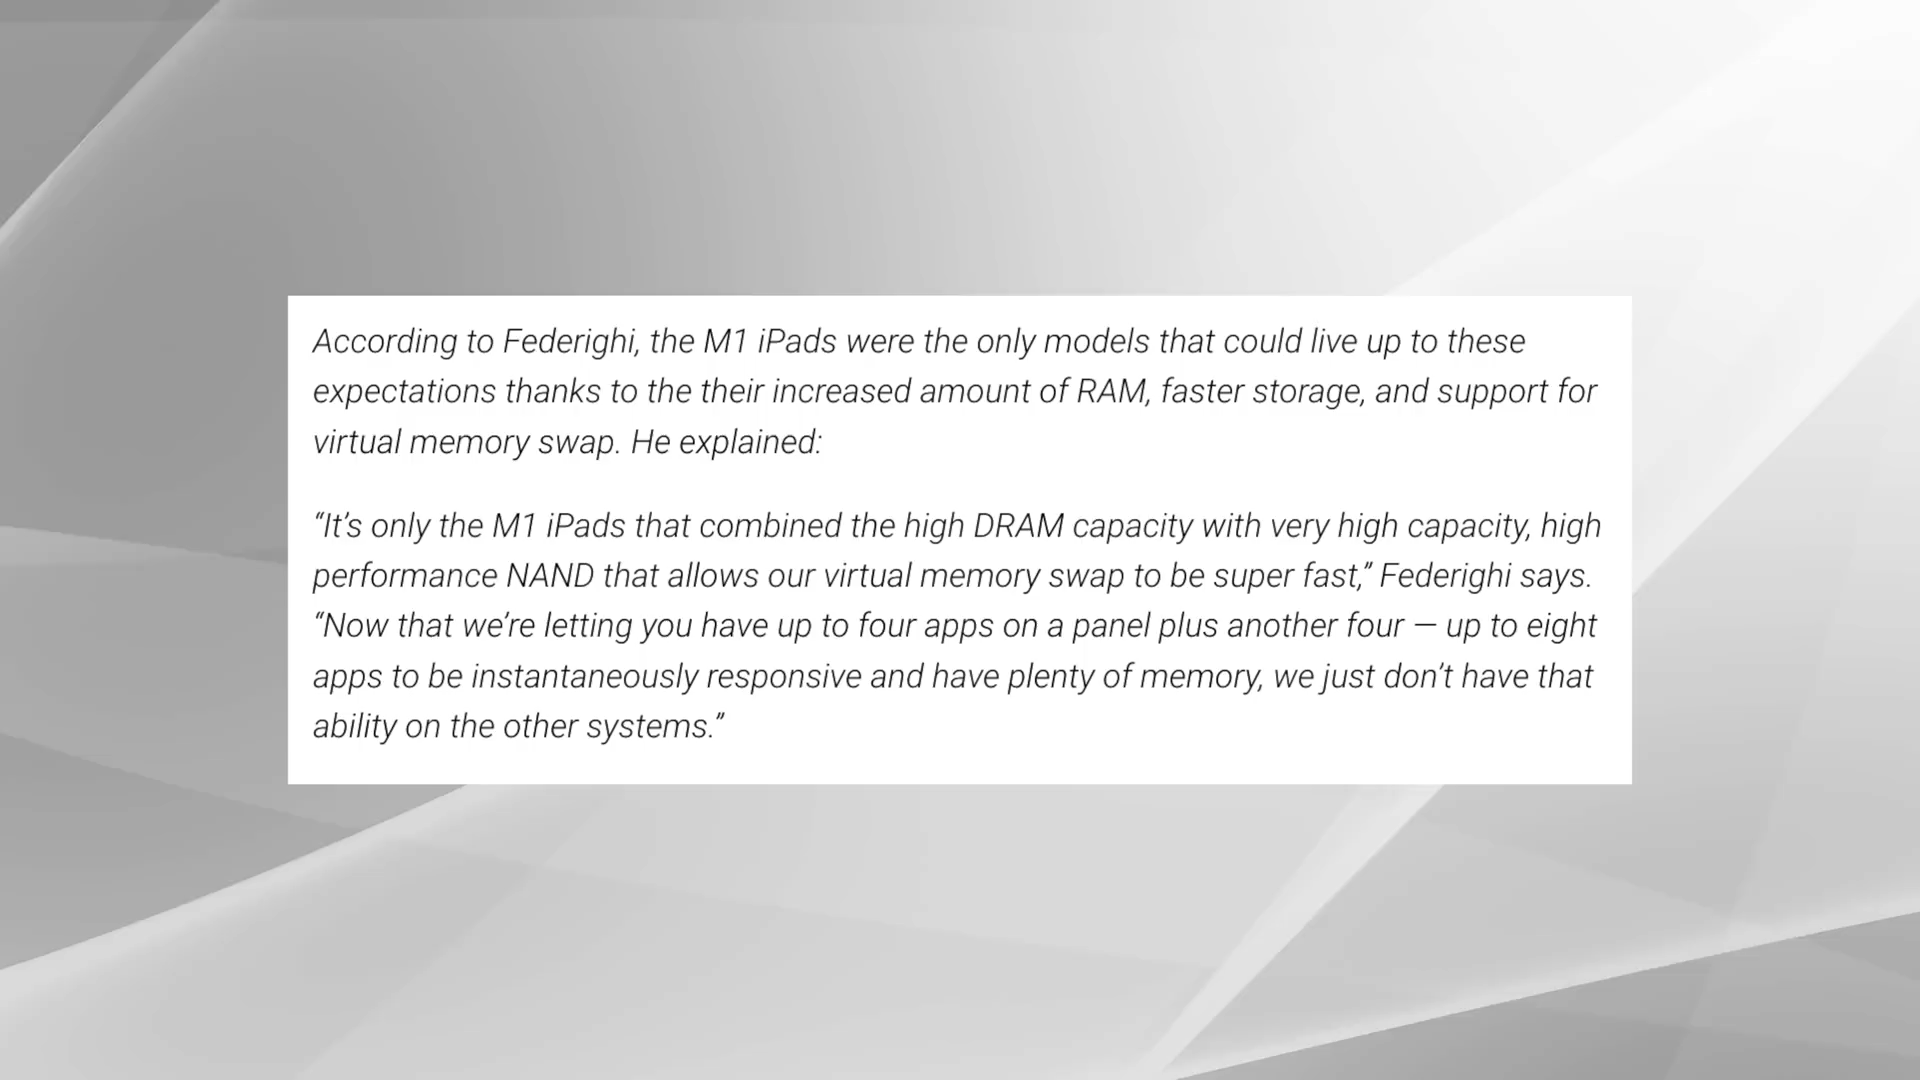 According to Federighi, the M1 iPads were the only models that could live up to these
expectations thanks to the their increased amount of RAM, faster storage, and support for
virtual memory swap. He explained:
“It’s only the M1 iPads that combined the high DRAM capacity with very high capacity, high
performance NAND that allows our virtual memory swap to be super fast,” Federighi says.
“Now that we’re letting you have up to four apps on a panel plus another four — up to eight
apps to be instantaneously responsive and have plenty of memory, we just don’t have that
ability on the other systems.”